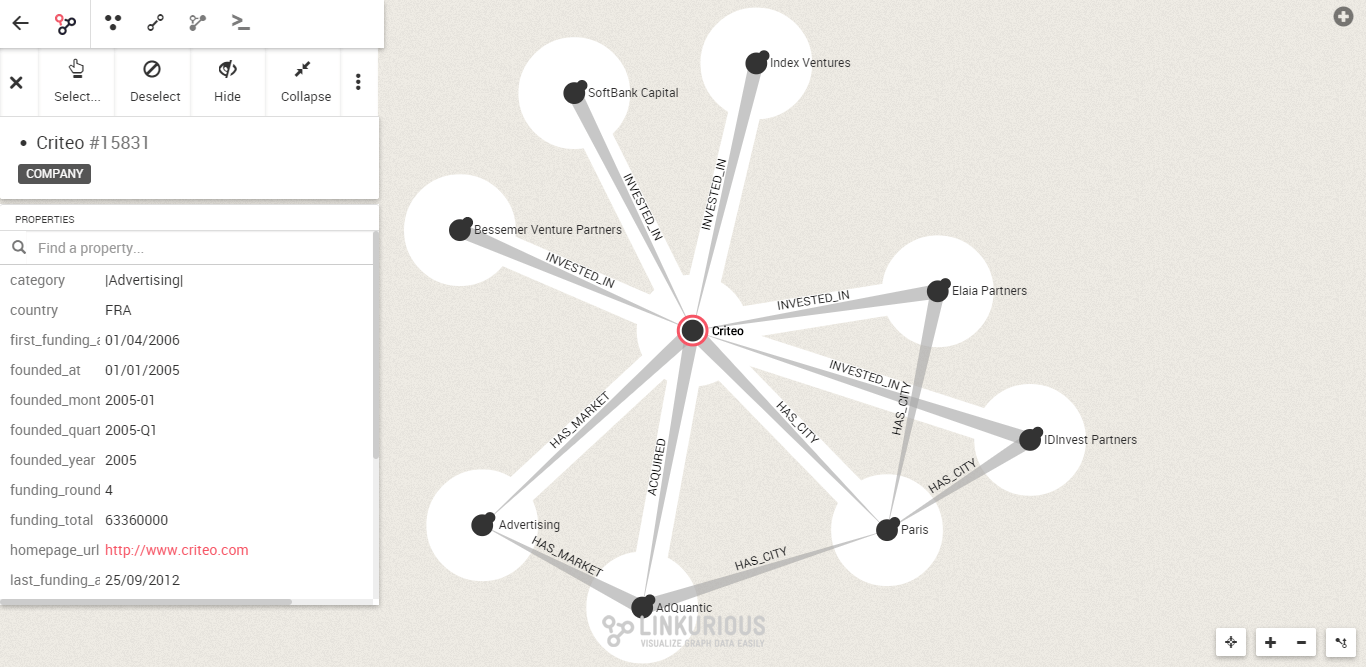 Select...
Deselect
Hide
Collapse
Criteo #15831
COMPANY
PROPERTIES
Find a property...
category |Advertising|
country FRA
first_funding_a 01/04/2006
founded_at 01/01/2005
founded_mont 2005-01
founded_quart 2005-Q1
founded_year 2005
funding_round 4
funding_total 63360000
homepage_url http://www.criteo.com
last_funding_a 25/09/2012
Index Ventures
SoftBank Capital
INVESTED_IN
INVESTED_IN
Bessemer Venture Partners
INVESTED_IN
Elaia Partners
INVESTED_IN
Criteo
INVESTED_IN
HAS_CITY
HAS_MARKET
HAS_CITY
IDInvest Partners
ACQUIRED
HAS_CITY
Advertising
Paris
HAS_MARKET
HAS_CITY
AdQuantic
LINKURIOUS
VISUALIZE GRAPH DATA EASILY